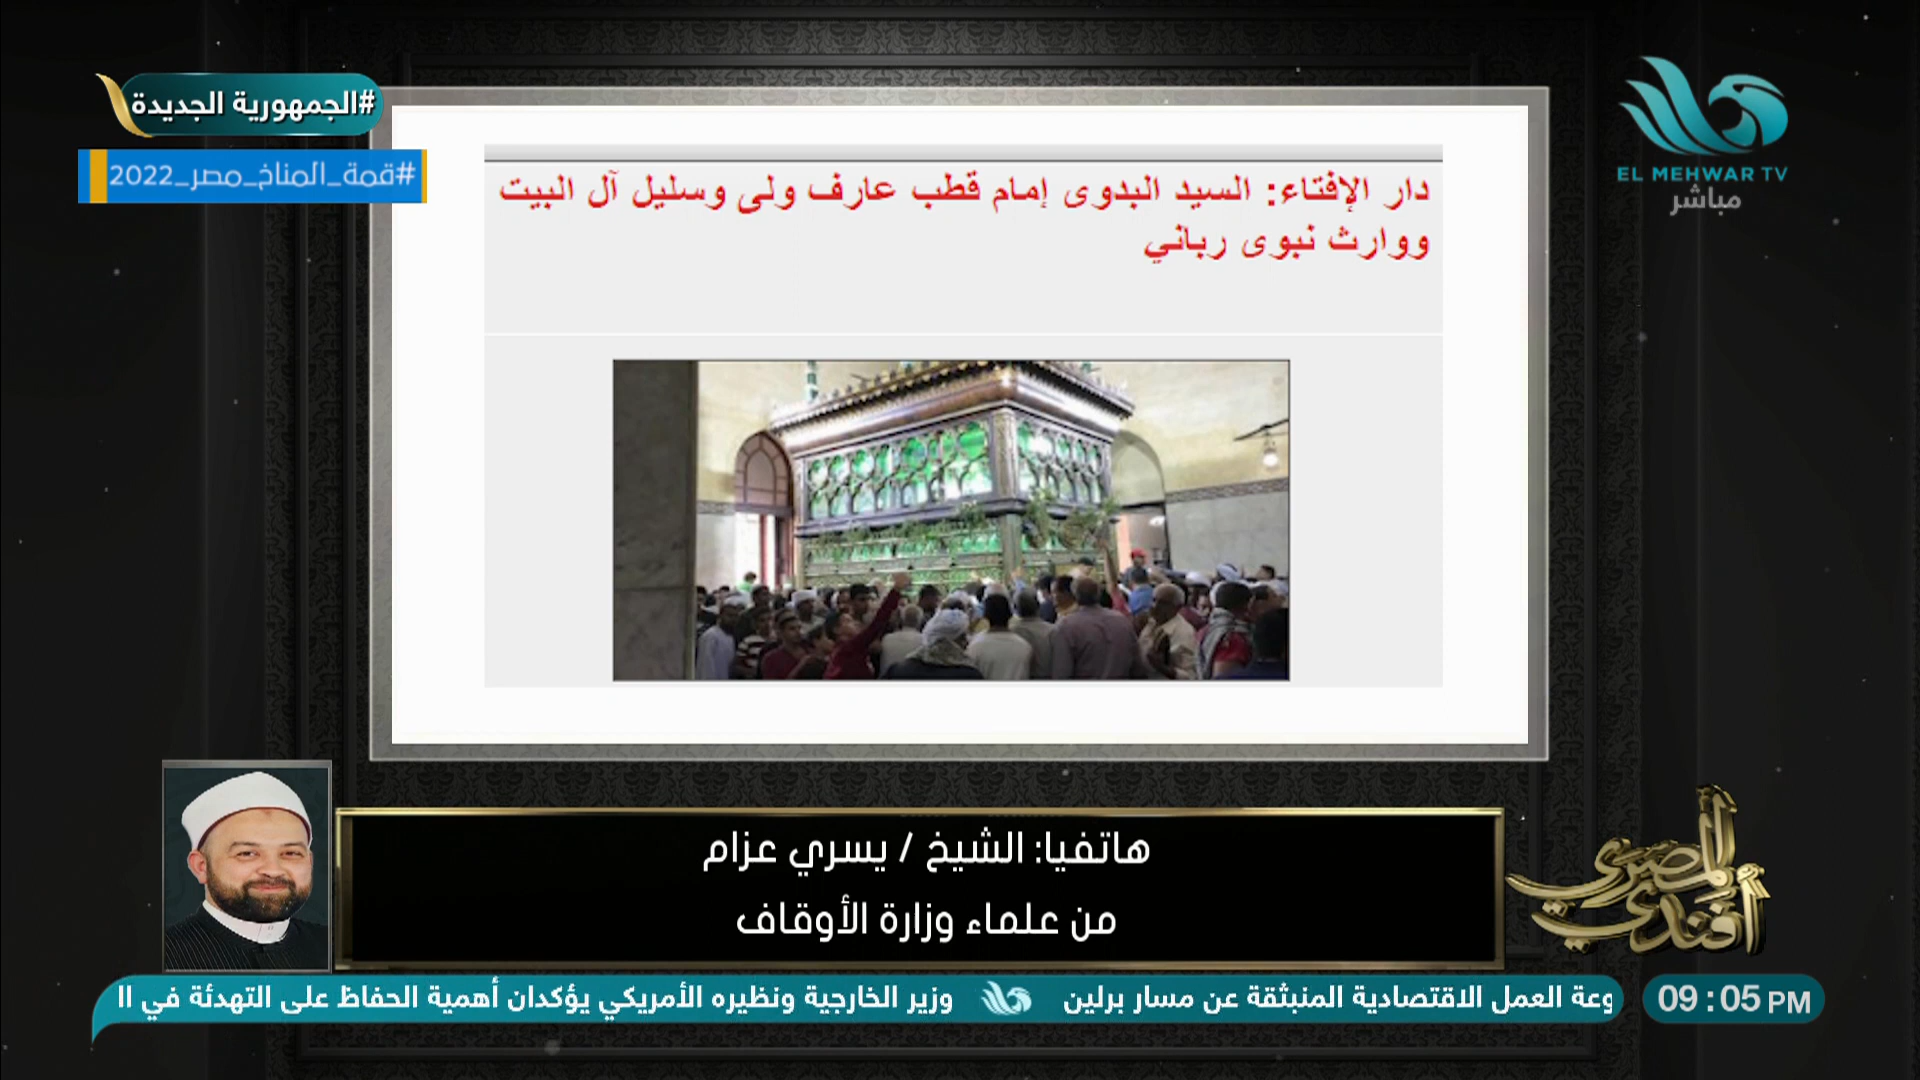 #الجمهورية الجديدة
#قمة_المناخ_مصر_2022
EL MEHWAR TV
مباشر
دار الإفتاء: السيد البدوى إمام قطب عارف ولى وسليل آل البيت
ووارث نبوى رباني
هاتفيا: الشيخ / يسري عزام
من علماء وزارة الأوقاف
المصري
أفندي
وعة العمل الاقتصادية المنبثقة عن مسار برلين
وزير الخارجية ونظيره الأمريكي يؤكدان أهمية الحفاظ على التهدئة في ال
09:05 PM